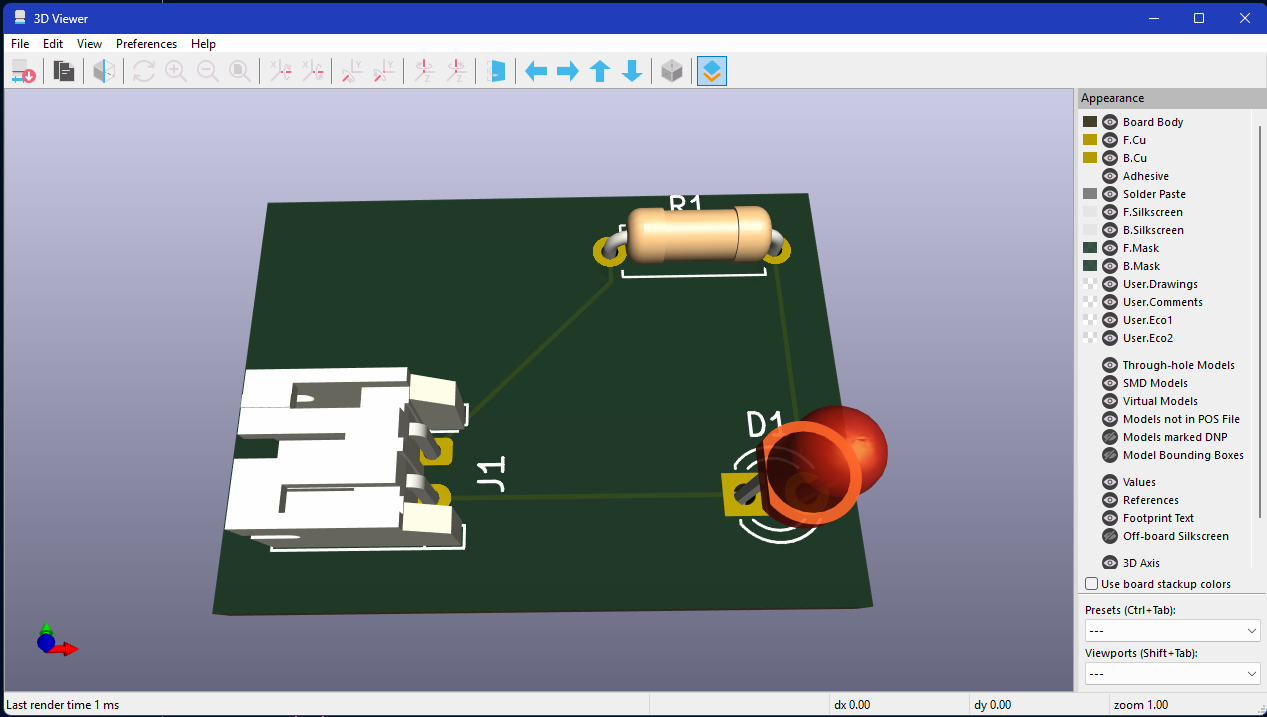 3D Viewer
File Edit View Preferences Help
Appearance
Board Body
F.Cu
B.Cu
Adhesive
Solder Paste
F.Silkscreen
B.Silkscreen
F.Mask
B.Mask
User.Drawings
User.Comments
User.Eco1
User.Eco2
Through-hole Models
SMD Models
Virtual Models
Models not in POS File
Models marked DNP
Model Bounding Boxes
Values
References
Footprint Text
Off-board Silkscreen
3D Axis
Use board stackup colors
Presets (Ctrl+Tab):
---
Viewports (Shift+Tab):
---
R1
D1
J1
Last render time 1 ms
dx 0.00
dy 0.00
zoom 1.00